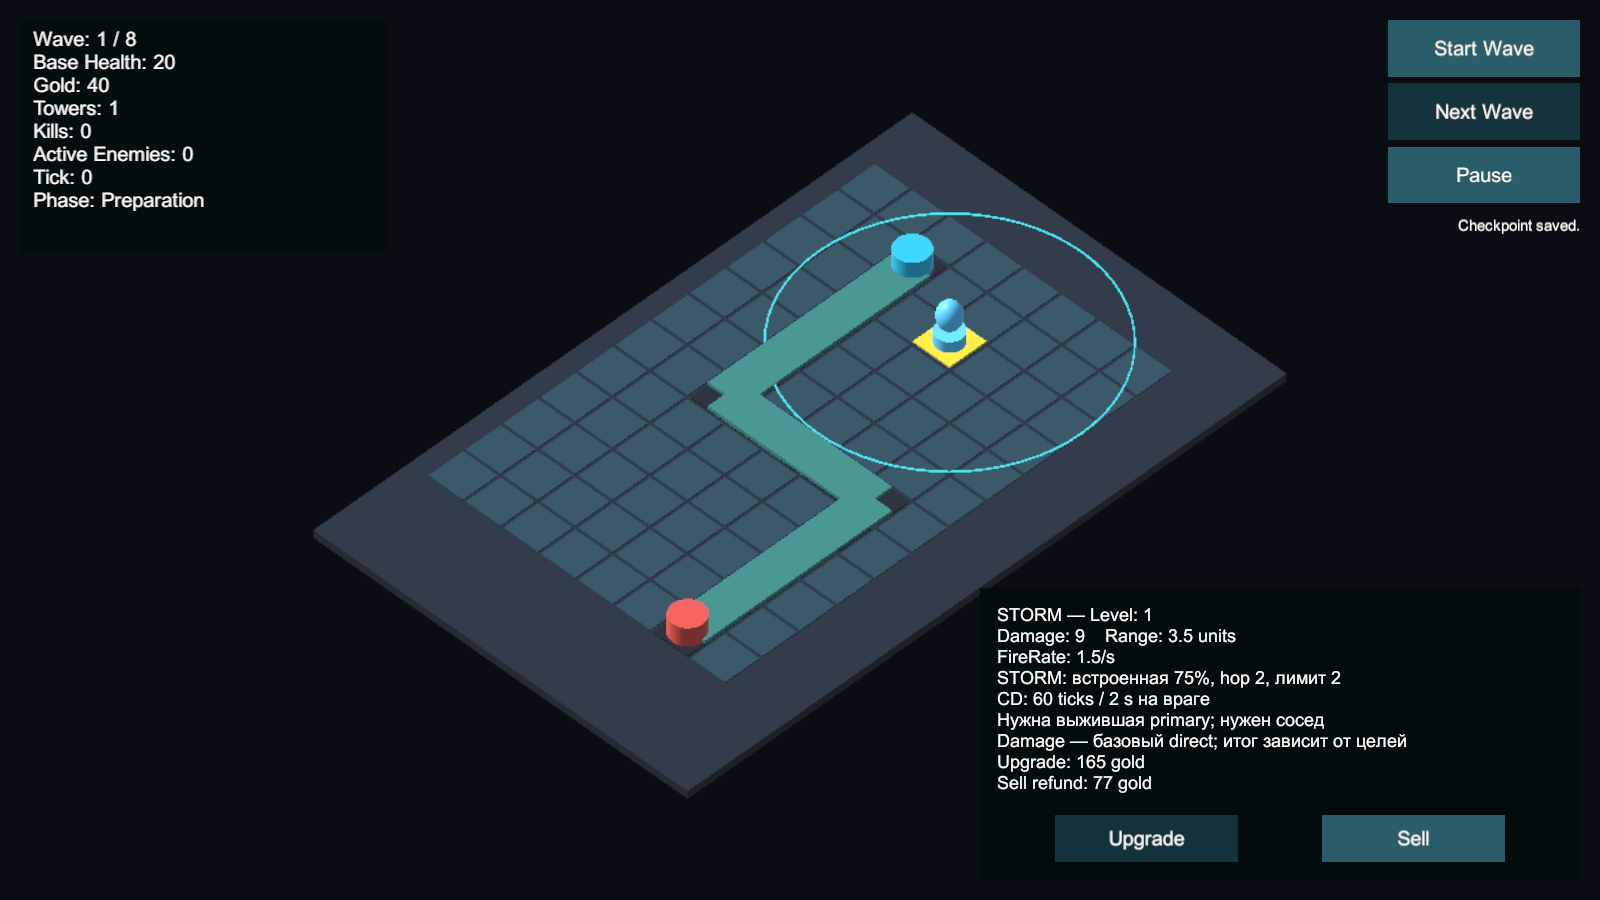 Wave: 1 / 8
Base Health: 20
Gold: 40
Towers: 1
Kills: 0
Active Enemies: 0
Tick: 0
Phase: Preparation
Start Wave
Next Wave
Pause
Checkpoint saved.
STORM — Level: 1
Damage: 9    Range: 3.5 units
FireRate: 1.5/s
STORM: встроенная 75%, hop 2, лимит 2
CD: 60 ticks / 2 s на враге
Нужна выжившая primary; нужен сосед
Damage — базовый direct; итог зависит от целей
Upgrade: 165 gold
Sell refund: 77 gold
Upgrade
Sell